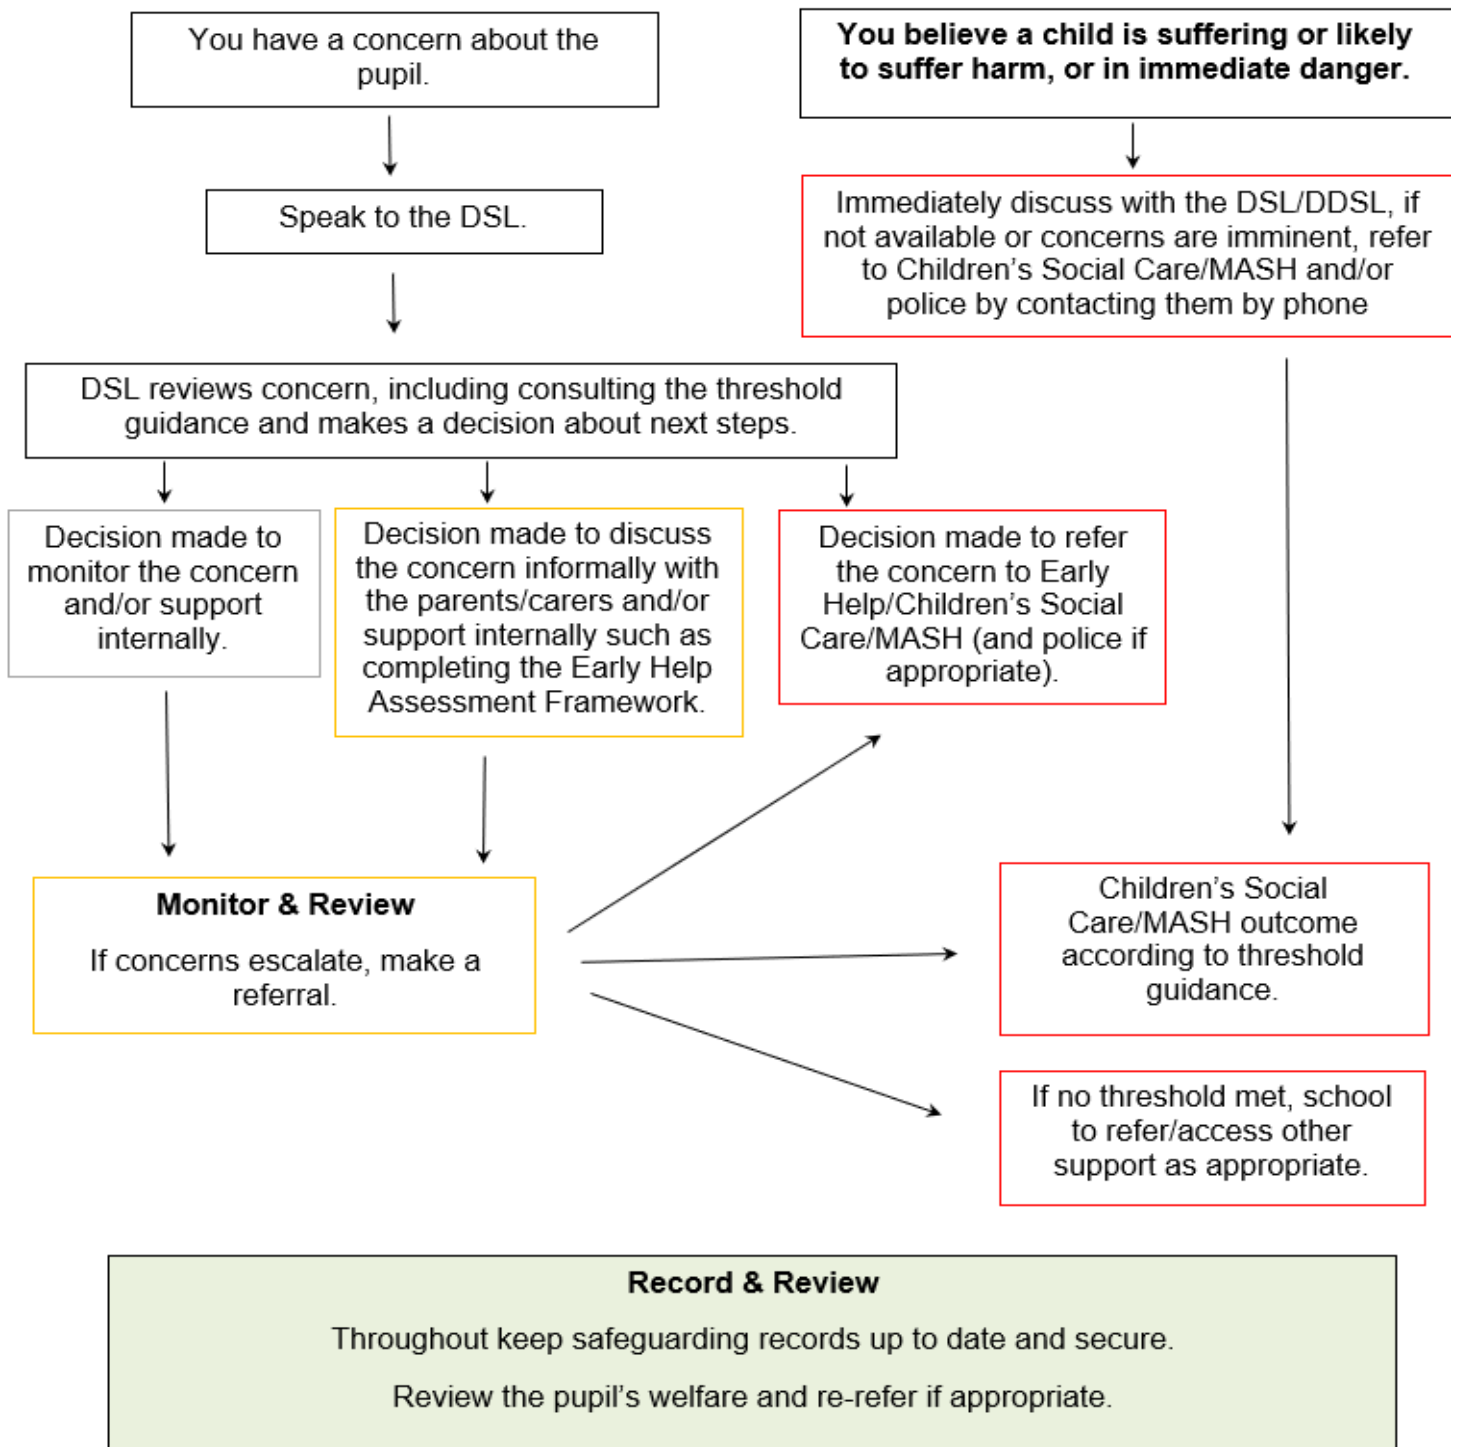 You have a concern about the
pupil.
You believe a child is suffering or likely
to suffer harm, or in immediate danger.
Speak to the DSL.
Immediately discuss with the DSL/DDSL, if
not available or concerns are imminent, refer
to Children’s Social Care/MASH and/or
police by contacting them by phone
DSL reviews concern, including consulting the threshold
guidance and makes a decision about next steps.
Decision made to
monitor the concern
and/or support
internally.
Decision made to discuss
the concern informally with
the parents/carers and/or
support internally such as
completing the Early Help
Assessment Framework.
Decision made to refer
the concern to Early
Help/Children’s Social
Care/MASH (and police if
appropriate).
Monitor & Review
If concerns escalate, make a
referral.
Children’s Social
Care/MASH outcome
according to threshold
guidance.
If no threshold met, school
to refer/access other
support as appropriate.
Record & Review
Throughout keep safeguarding records up to date and secure.
Review the pupil’s welfare and re-refer if appropriate.